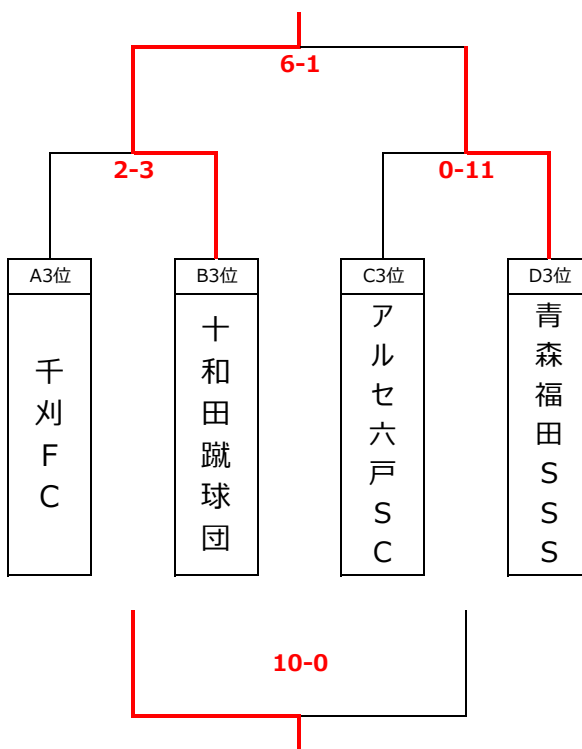 6-1
2-3
0-11
A3位
B3位
C3位
D3位
千刈FC
十和田蹴球団
アルセ六戸SC
青森福田SSS
10-0